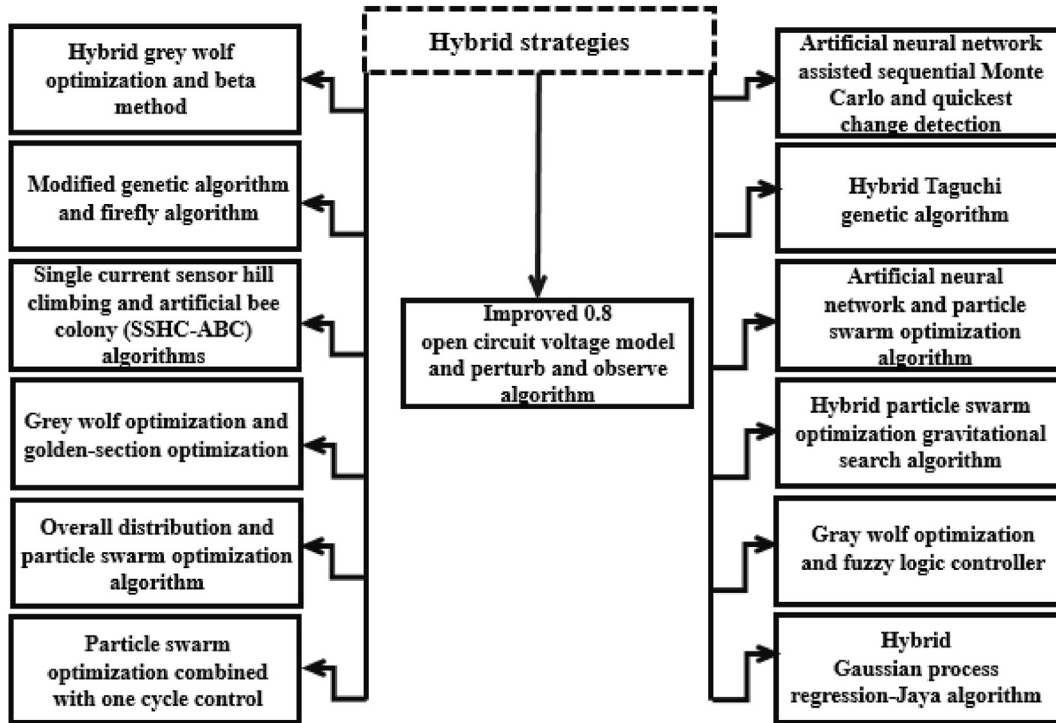 Hybrid strategies
Hybrid grey wolf
optimization and beta
method
Modified genetic algorithm
and firefly algorithm
Single current sensor hill
climbing and artificial bee
colony (SSHC-ABC)
algorithms
Grey wolf optimization and
golden-section optimization
Overall distribution and
particle swarm optimization
algorithm
Particle swarm
optimization combined
with one cycle control
Improved 0.8
open circuit voltage model
and perturb and observe
algorithm
Artificial neural network
assisted sequential Monte
Carlo and quickest
change detection
Hybrid Taguchi
genetic algorithm
Artificial neural
network and particle
swarm optimization
algorithm
Hybrid particle swarm
optimization gravitational
search algorithm
Gray wolf optimization
and fuzzy logic controller
Hybrid
Gaussian process
regression-Jaya algorithm